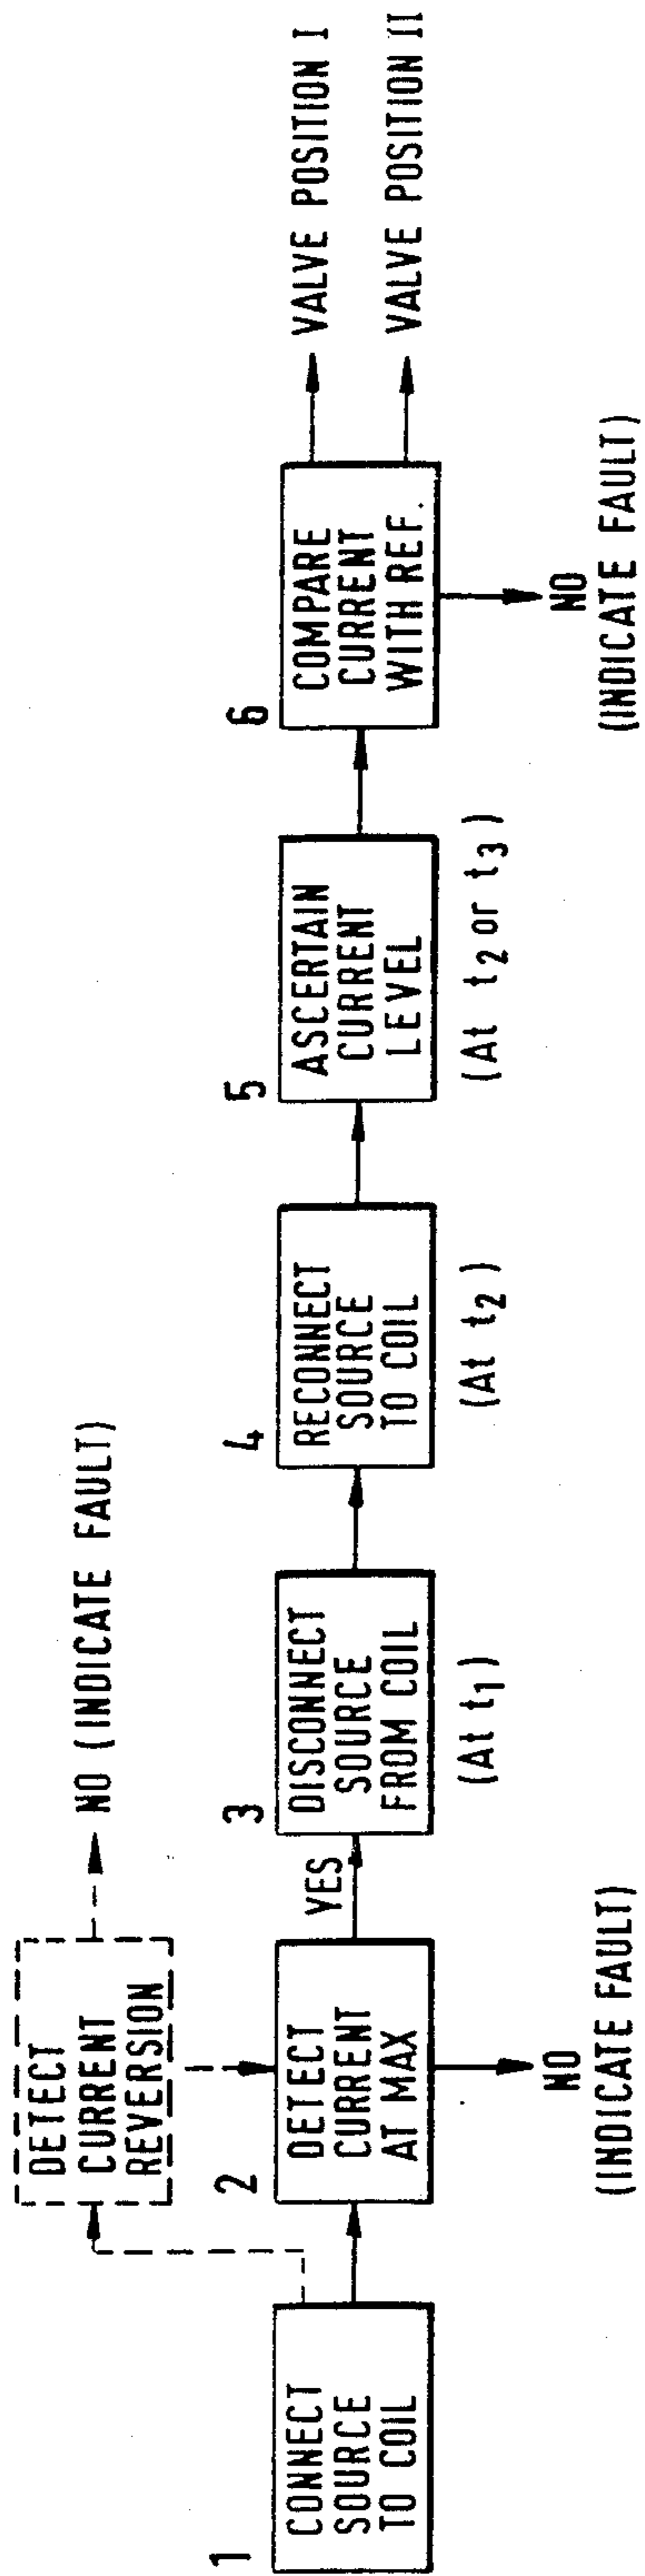 1
CONNECT
SOURCE
TO COIL
DETECT
CURRENT
REVERSION
NO (INDICATE FAULT)
2
DETECT
CURRENT
AT MAX
NO
(INDICATE FAULT)
YES
3
DISCONNECT
SOURCE
FROM COIL
(At t₁)
4
RECONNECT
SOURCE
TO COIL
(At t₂)
5
ASCERTAIN
CURRENT
LEVEL
(At t₂ or t₃)
6
COMPARE
CURRENT
WITH REF.
NO
(INDICATE FAULT)
VALVE POSITION I
VALVE POSITION II